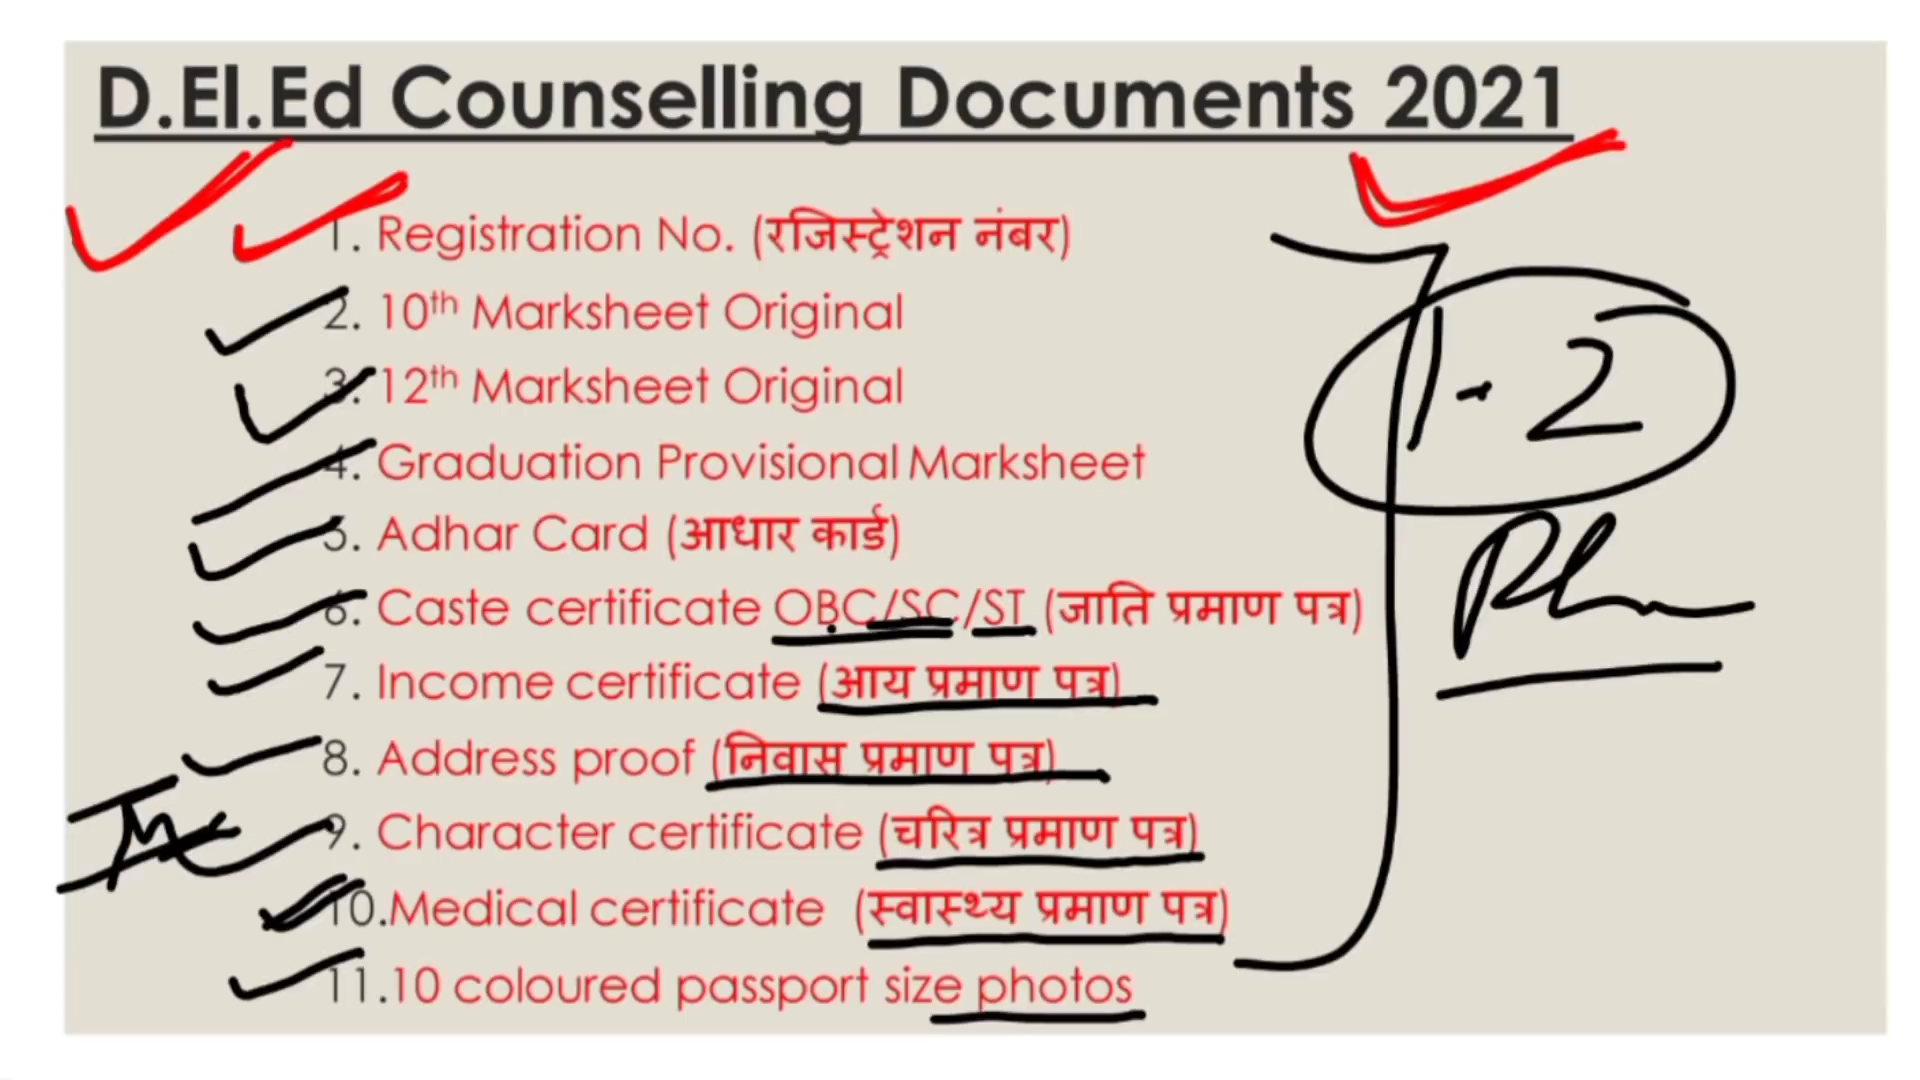 D.El.Ed Counselling Documents 2021
1. Registration No. (रजिस्ट्रेशन नंबर)
2. 10th Marksheet Original
3. 12th Marksheet Original
4. Graduation Provisional Marksheet
5. Adhar Card (आधार कार्ड)
6. Caste certificate OBC/SC/ST (जाति प्रमाण पत्र)
7. Income certificate (आय प्रमाण पत्र)
8. Address proof (निवास प्रमाण पत्र)
9. Character certificate (चरित्र प्रमाण पत्र)
10.Medical certificate (स्वास्थ्य प्रमाण पत्र)
11.10 coloured passport size photos
1-2